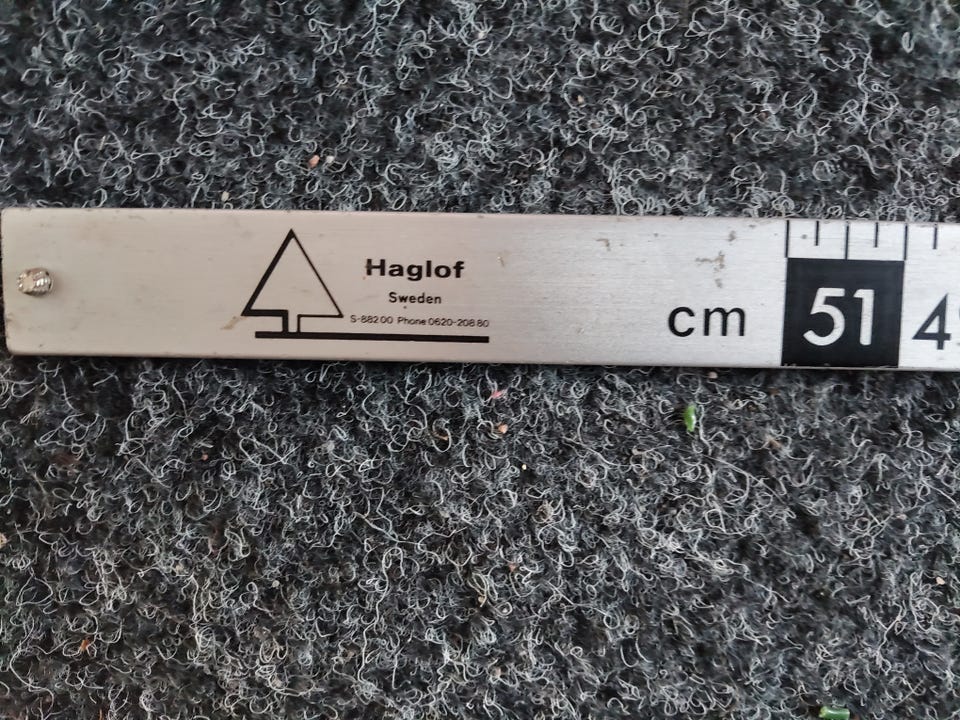 Haglof
Sweden
S-882 00 Phone 0620-208 80
cm 51